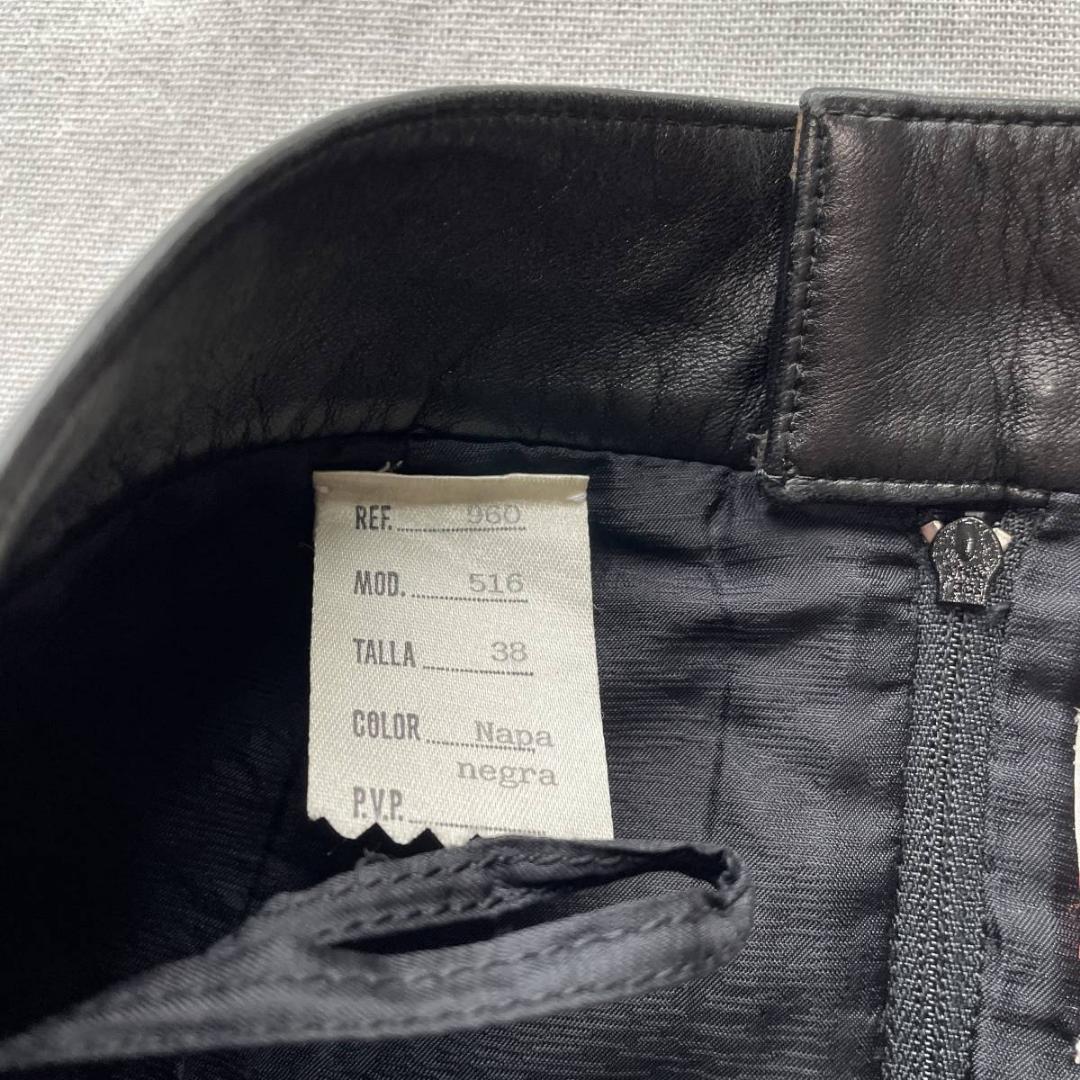 REF. 960
MOD. 516
TALLA 38
COLOR Napa
negra
P.V.P.